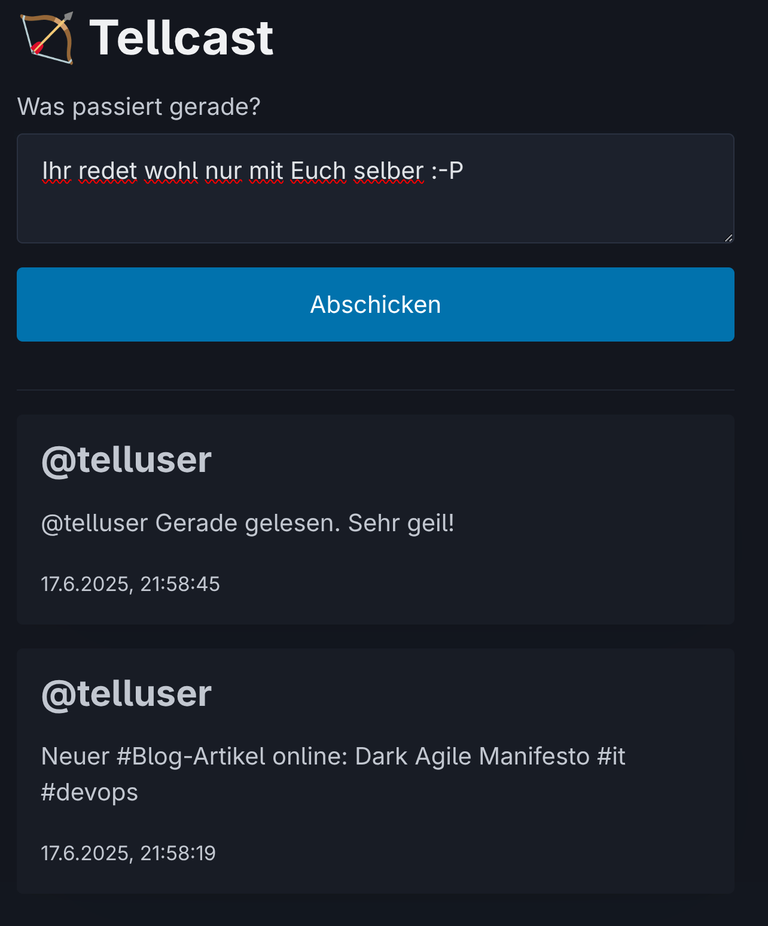 Tellcast
Was passiert gerade?
Ihr redet wohl nur mit Euch selber :-P
Abschicken
@telluser
@telluser Gerade gelesen. Sehr geil!
17.6.2025, 21:58:45
@telluser
Neuer #Blog-Artikel online: Dark Agile Manifesto #it
#devops
17.6.2025, 21:58:19